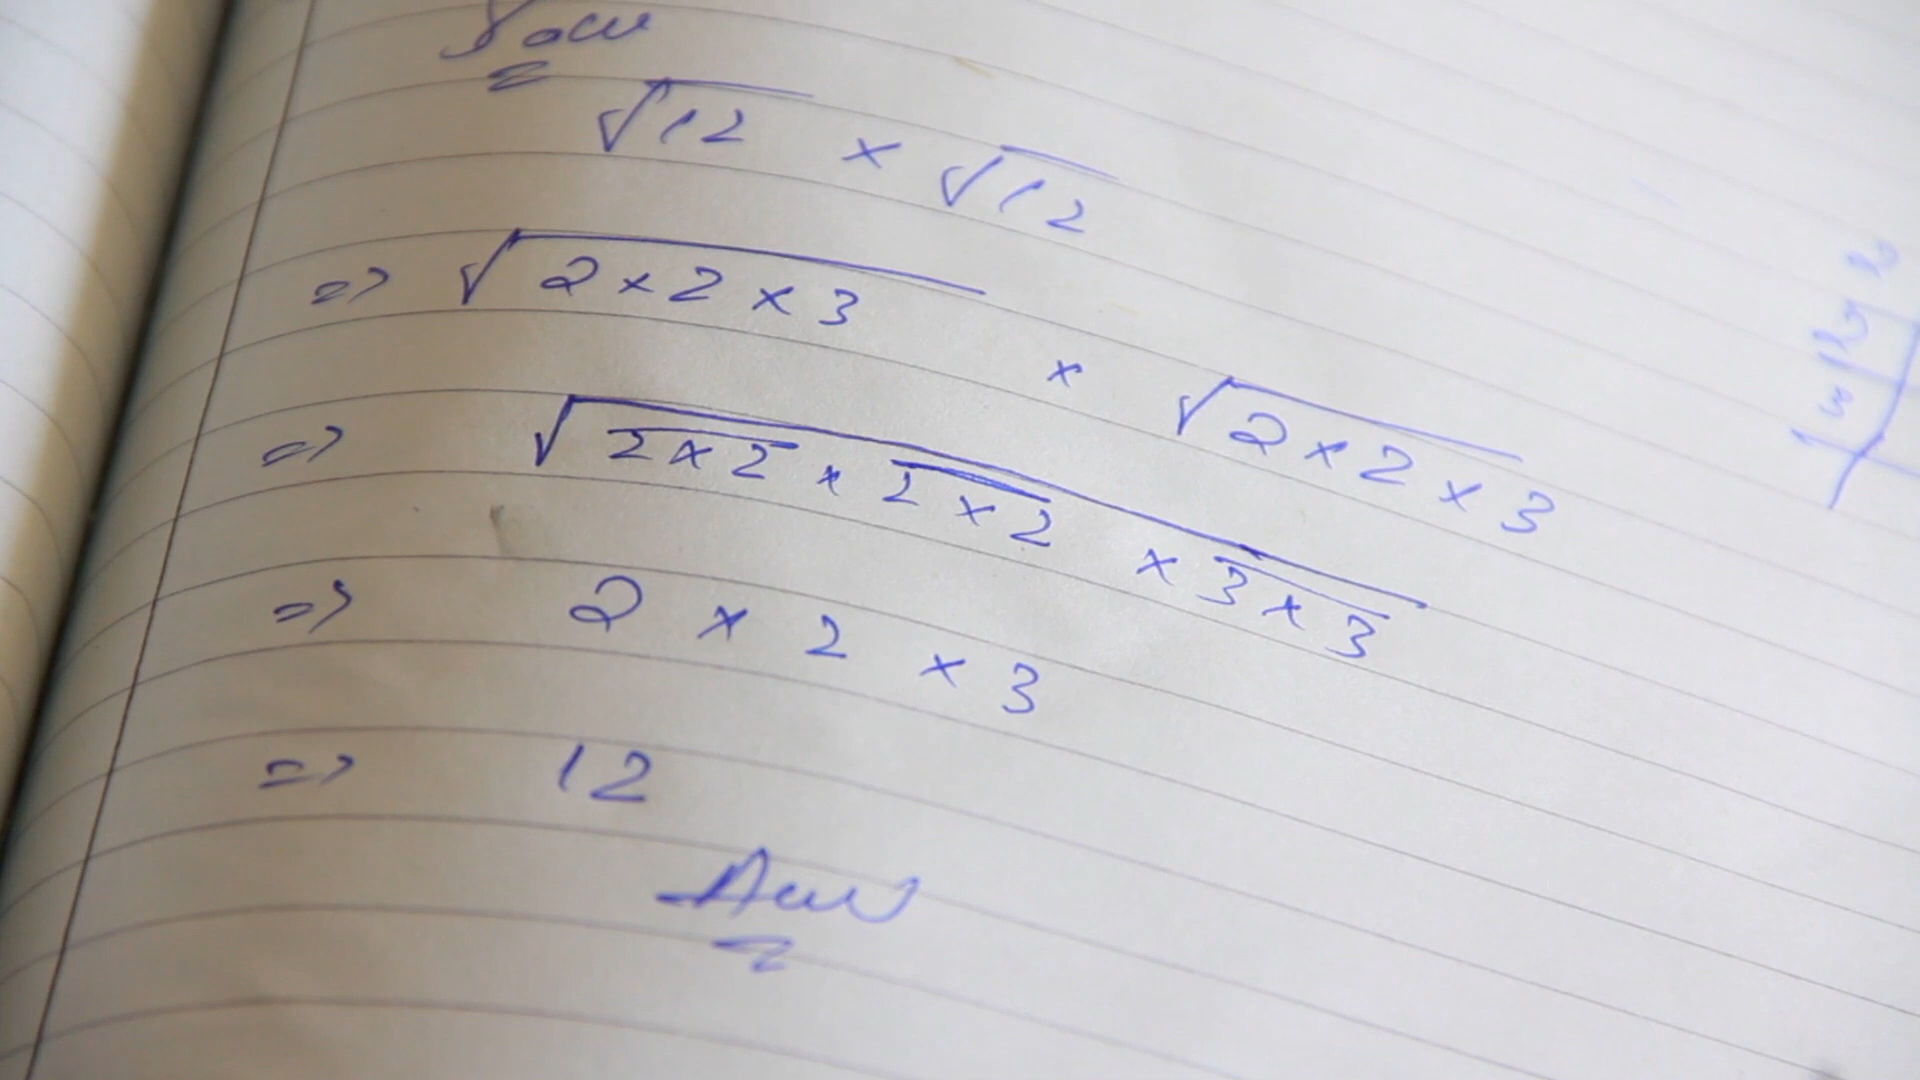 √12 × √12
=> √2×2×3 × √2×2×3
=> √2×2 × 2×2 × 3×3
=> 2 × 2 × 3
=> 12
Ans